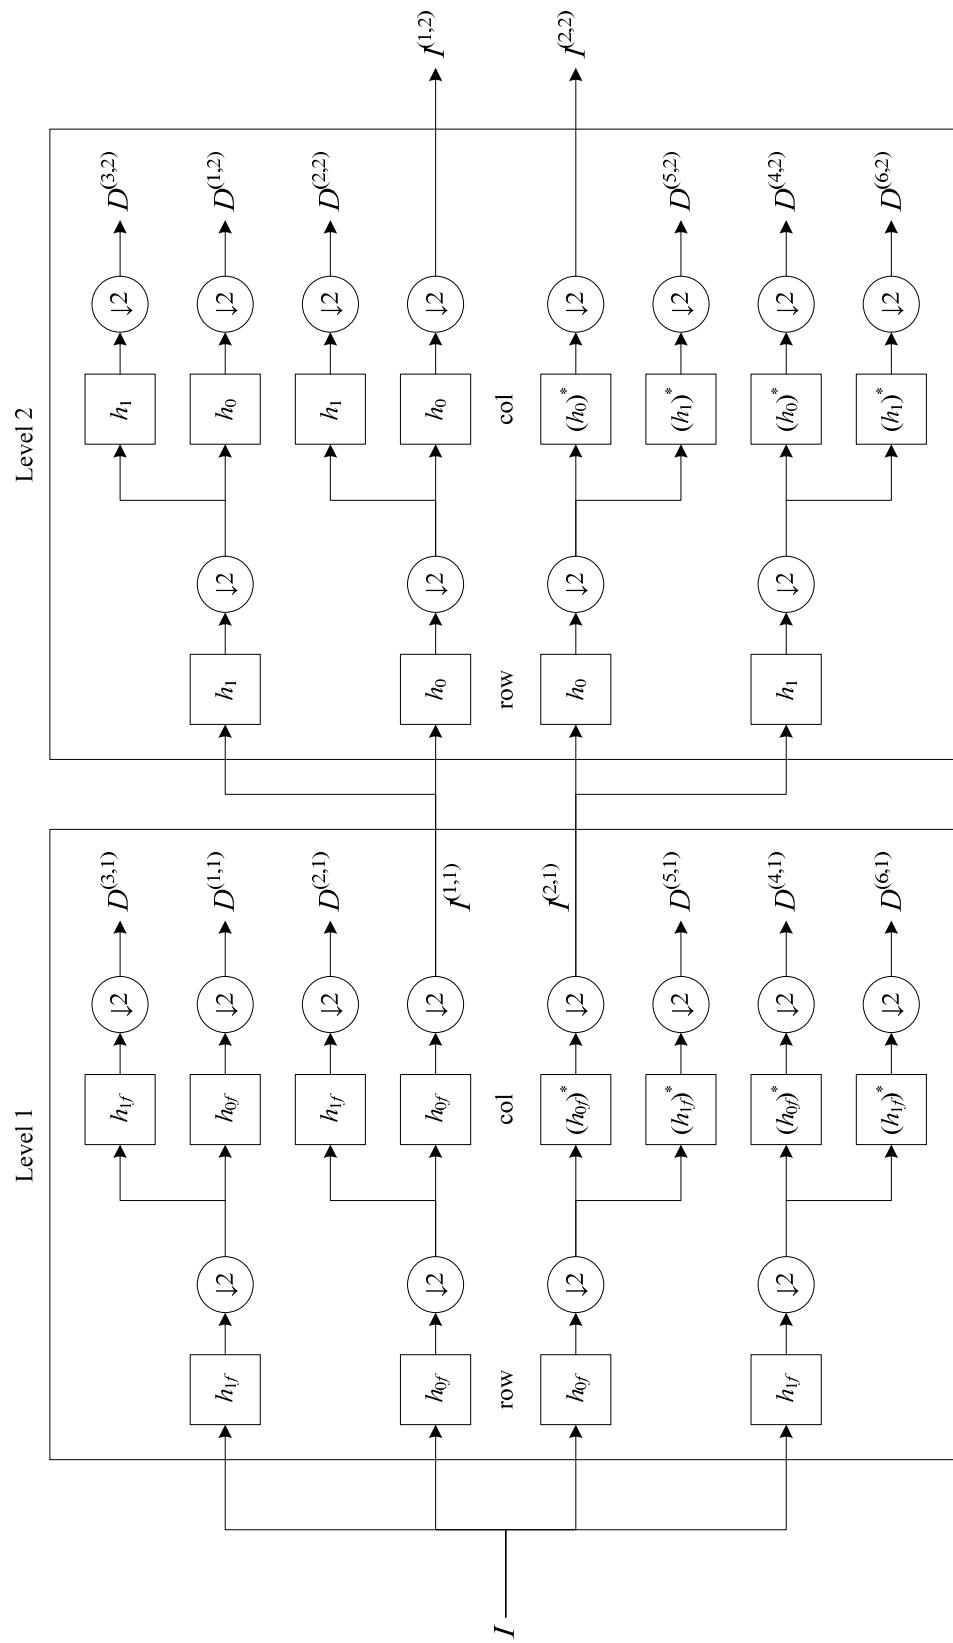 Level 1
Level 2
h₁f ↓2 h₁f ↓2 D^(3,1)
h₀f ↓2 D^(1,1)
h₀f ↓2 h₁f ↓2 D^(2,1)
h₀f ↓2 I^(1,1)
I
row
col
h₀f ↓2 (h₀f)* ↓2 I^(2,1)
(h₁f)* ↓2 D^(5,1)
h₁f ↓2 (h₀f)* ↓2 D^(4,1)
(h₁f)* ↓2 D^(6,1)
h₁ ↓2 h₁ ↓2 D^(3,2)
h₀ ↓2 D^(1,2)
h₀ ↓2 h₁ ↓2 D^(2,2)
h₀ ↓2 I^(1,2)
row
col
h₀ ↓2 (h₀)* ↓2 I^(2,2)
(h₁)* ↓2 D^(5,2)
h₁ ↓2 (h₀)* ↓2 D^(4,2)
(h₁)* ↓2 D^(6,2)